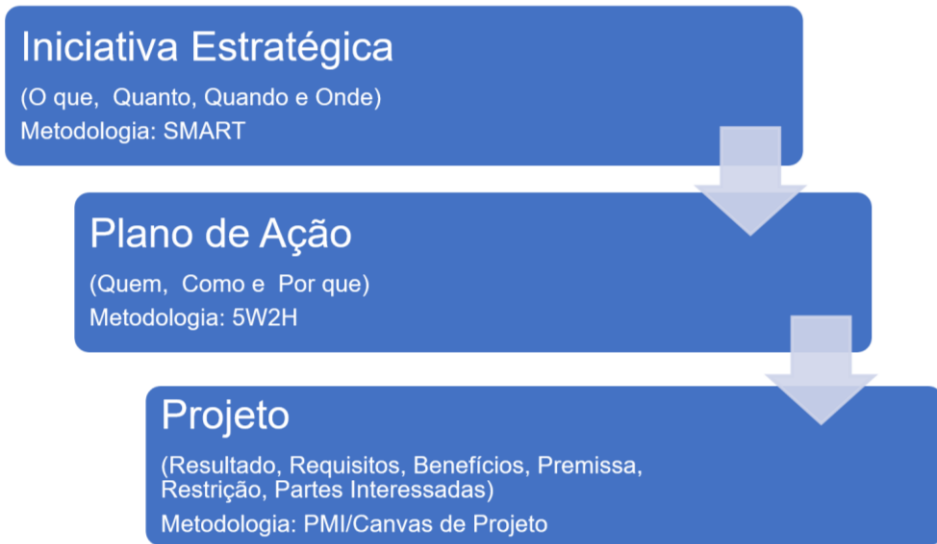 Iniciativa Estratégica
(O que,  Quanto, Quando e Onde)
Metodologia: SMART
Plano de Ação
(Quem,  Como e  Por que)
Metodologia: 5W2H
Projeto
(Resultado, Requisitos, Benefícios, Premissa,
Restrição, Partes Interessadas)
Metodologia: PMI/Canvas de Projeto